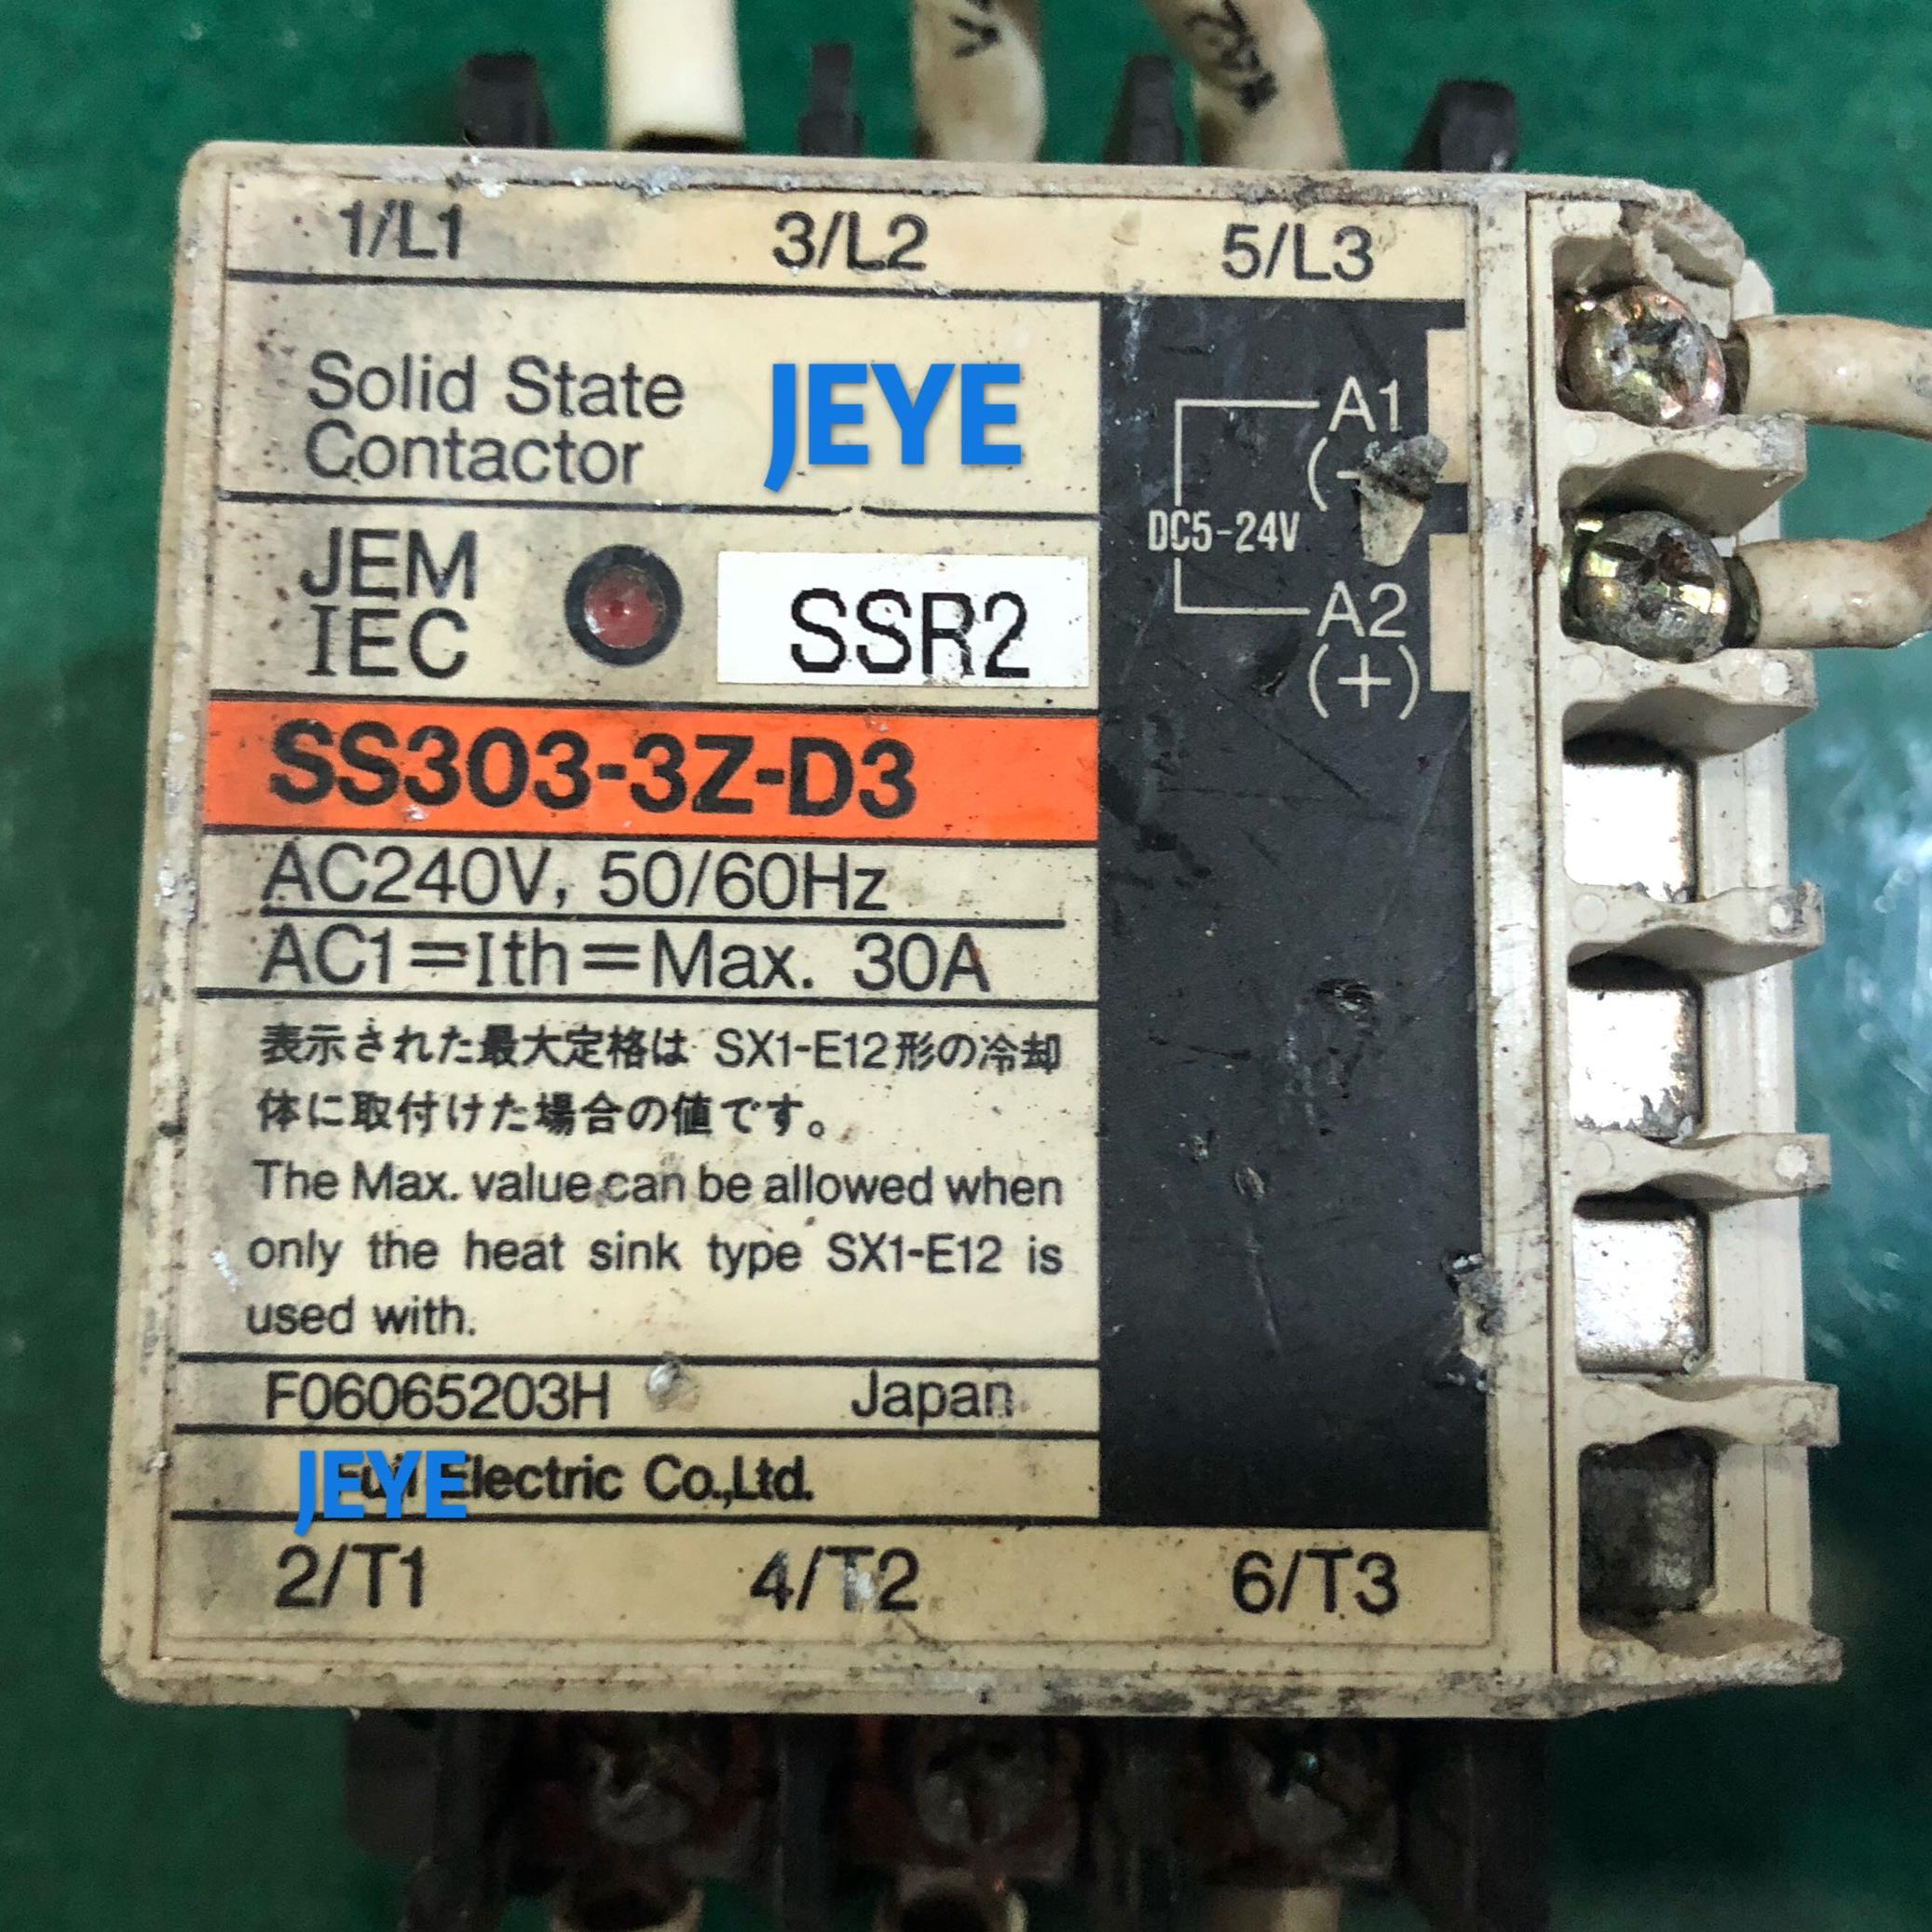 1/L1 3/L2 5/L3
Solid State
Contactor
JEYE
JEM
IEC
SSR2
A1
DC5-24V
A2
(+)
SS303-3Z-D3
AC240V, 50/60Hz
AC1=Ith=Max. 30A
表示された最大定格は SX1-E12形の冷却
体に取付けた場合の値です。
The Max. value can be allowed when
only the heat sink type SX1-E12 is
used with.
F06065203H Japan
JEYE
Electric Co.,Ltd.
2/T1 4/T2 6/T3